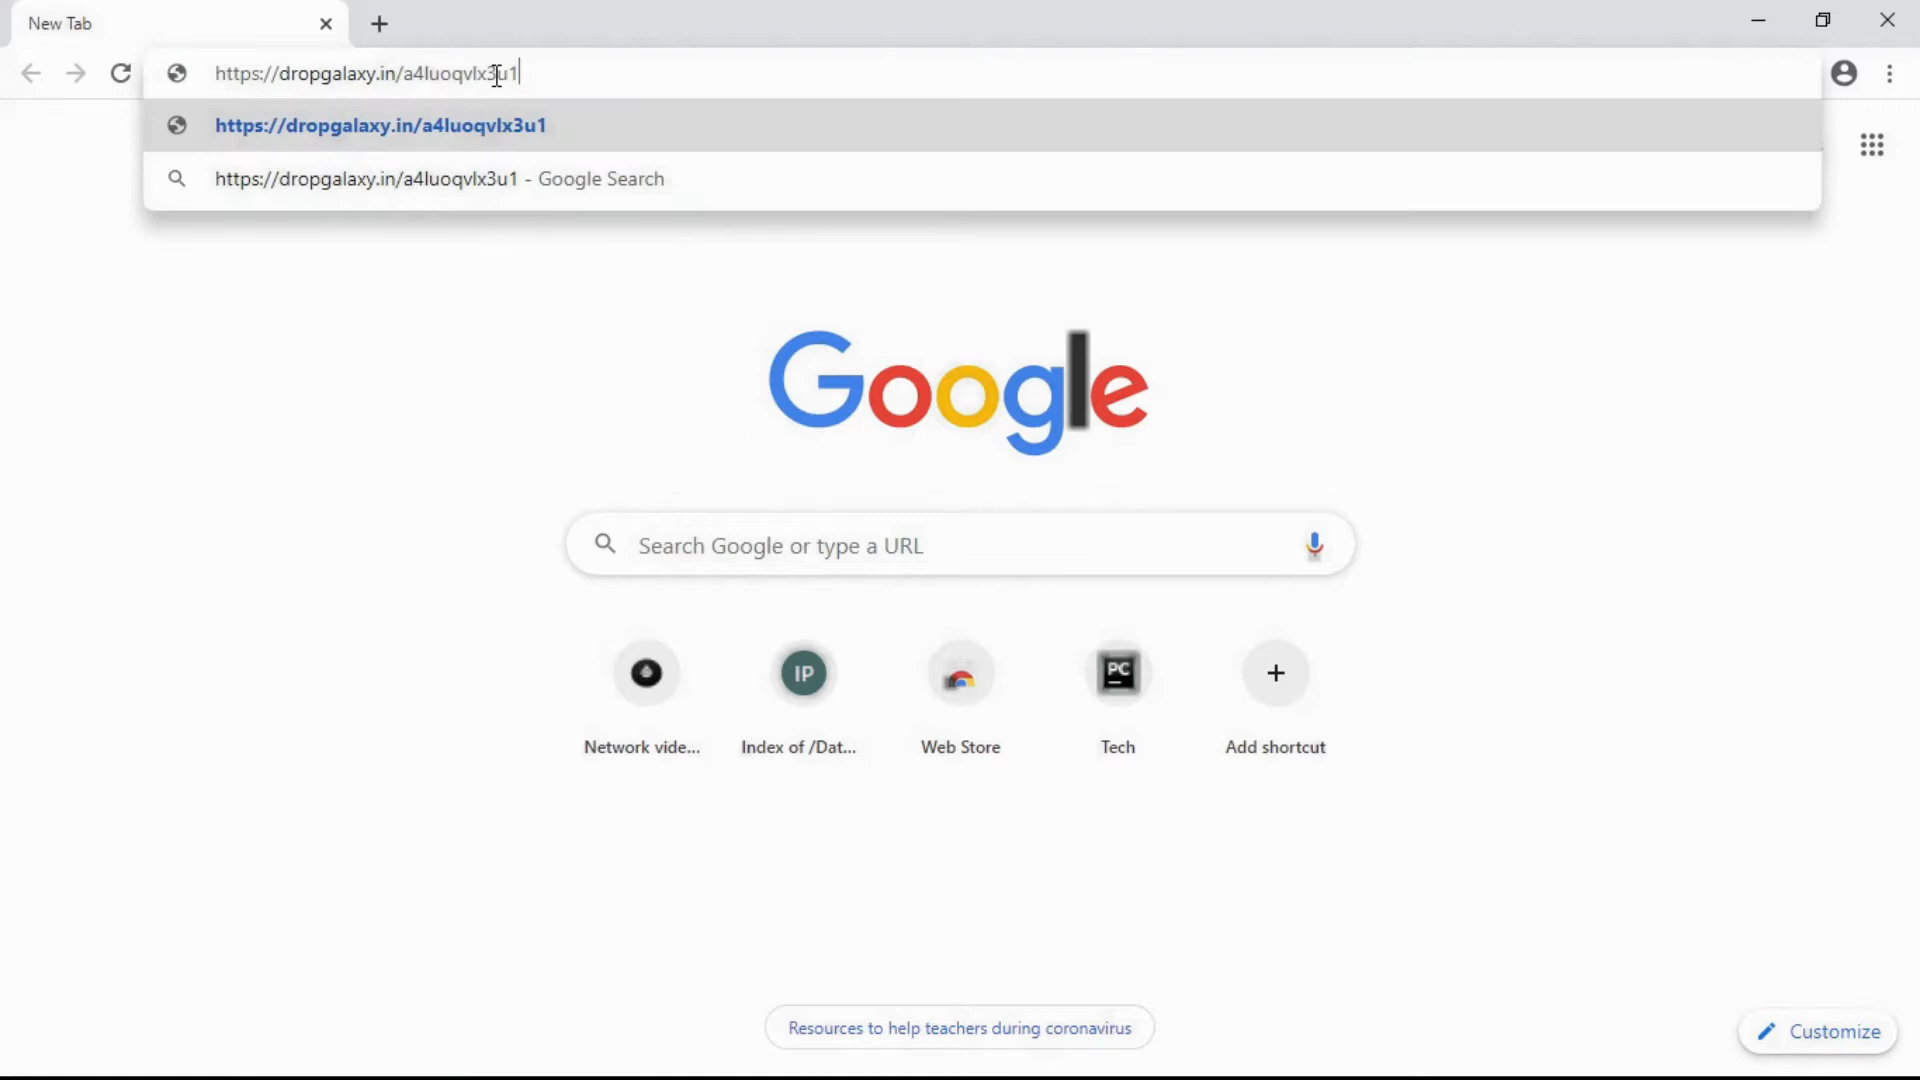 New Tab
https://dropgalaxy.in/a4luoqvlx3u1
https://dropgalaxy.in/a4luoqvlx3u1
https://dropgalaxy.in/a4luoqvlx3u1 - Google Search
Google
Search Google or type a URL
IP
PC
Network vide...
Index of /Dat...
Web Store
Tech
Add shortcut
Resources to help teachers during coronavirus
Customize